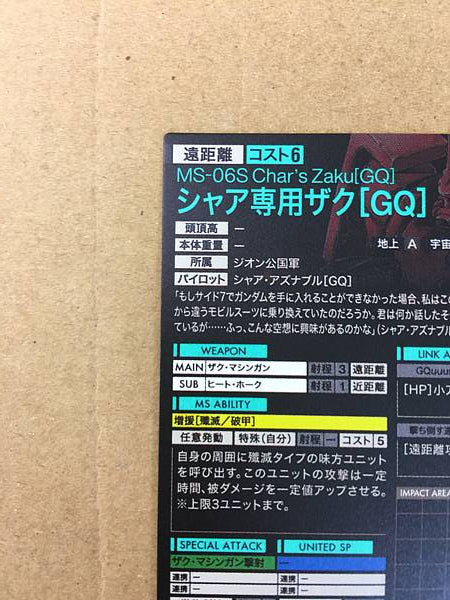 遠距離 コスト6
MS-06S Char's Zaku[GQ]
シャア専用ザク[GQ]
頭頂高 ー
本体重量 ー
地上 A 宇宙
所属 ジオン公国軍
パイロット シャア・アズナブル[GQ]
「もしサイド7でガンダムを手に入れることができなかった場合、私はこ
から違うモビルスーツに乗り換えていたのだろうか。君は何か話したそ
ているが……ふっ、こんな空想に興味があるのかな」(シャア・アズナブル
WEAPON
MAIN ザク・マシンガン 射程 3 遠距離
SUB ヒート・ホーク 射程 1 近距離
MS ABILITY
増援[殲滅／破甲]
任意発動 特殊(自分) 射程 ー コスト 5
自身の周囲に殲滅タイプの味方ユニット
を呼び出す。このユニットの攻撃は一定
時間、被ダメージを一定値アップさせる。
※上限3ユニットまで。
LINK A
GQuuu
[HP]小ア
撃ち倒す
[遠距離攻
IMPACT AREA
SPECIAL ATTACK
UNITED SP
ザク・マシンガン撃射
ー
連携 ー
連携 ー
連携 ー
連携 ー